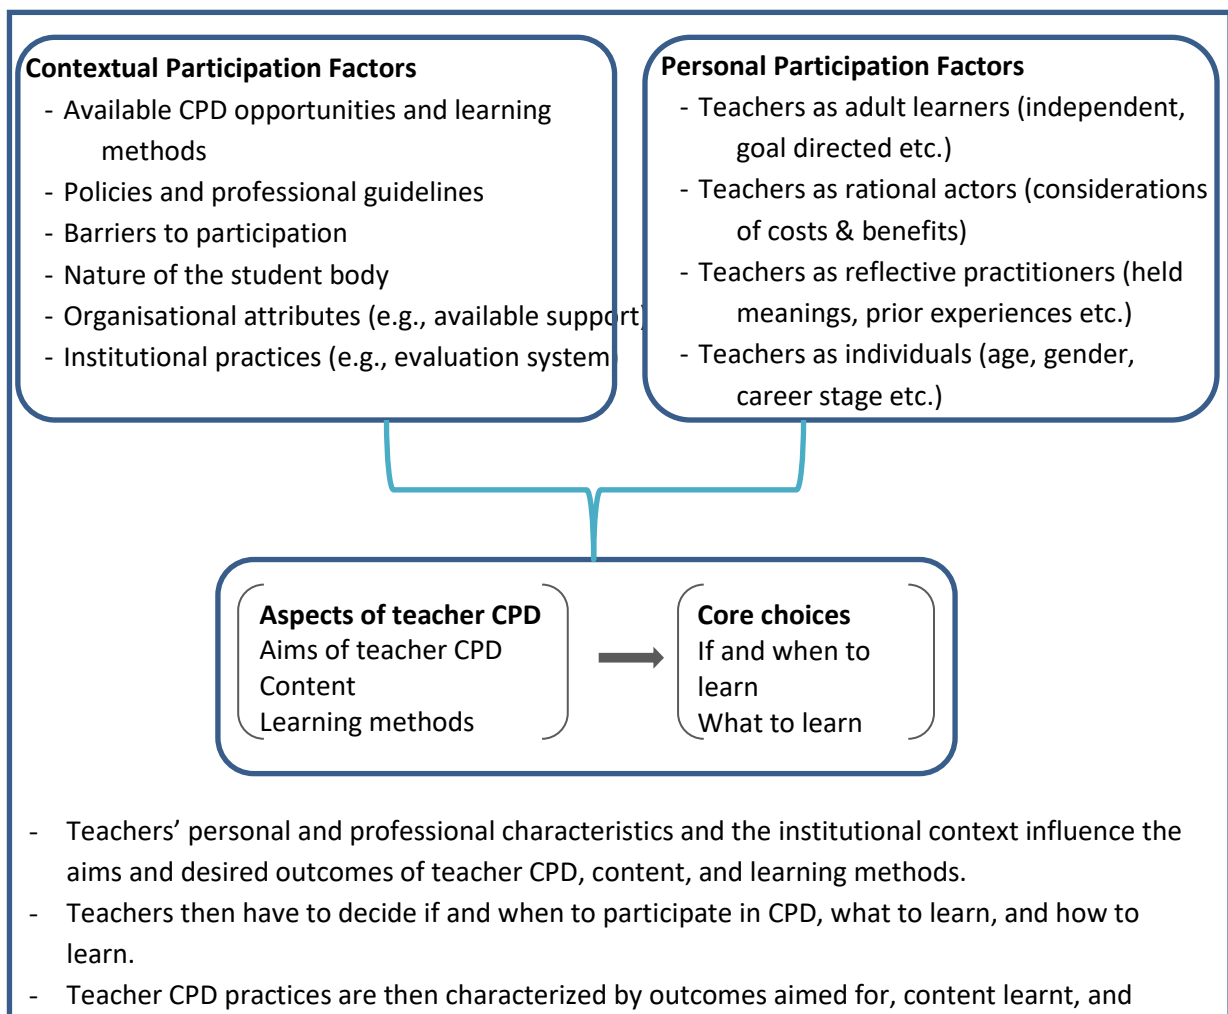 Contextual Participation Factors
- Available CPD opportunities and learning
methods
- Policies and professional guidelines
- Barriers to participation
- Nature of the student body
- Organisational attributes (e.g., available support)
- Institutional practices (e.g., evaluation system)
Personal Participation Factors
- Teachers as adult learners (independent,
goal directed etc.)
- Teachers as rational actors (considerations
of costs & benefits)
- Teachers as reflective practitioners (held
meanings, prior experiences etc.)
- Teachers as individuals (age, gender,
career stage etc.)
Aspects of teacher CPD
Aims of teacher CPD
Content
Learning methods
Core choices
If and when to
learn
What to learn
- Teachers’ personal and professional characteristics and the institutional context influence the
aims and desired outcomes of teacher CPD, content, and learning methods.
- Teachers then have to decide if and when to participate in CPD, what to learn, and how to
learn.
- Teacher CPD practices are then characterized by outcomes aimed for, content learnt, and